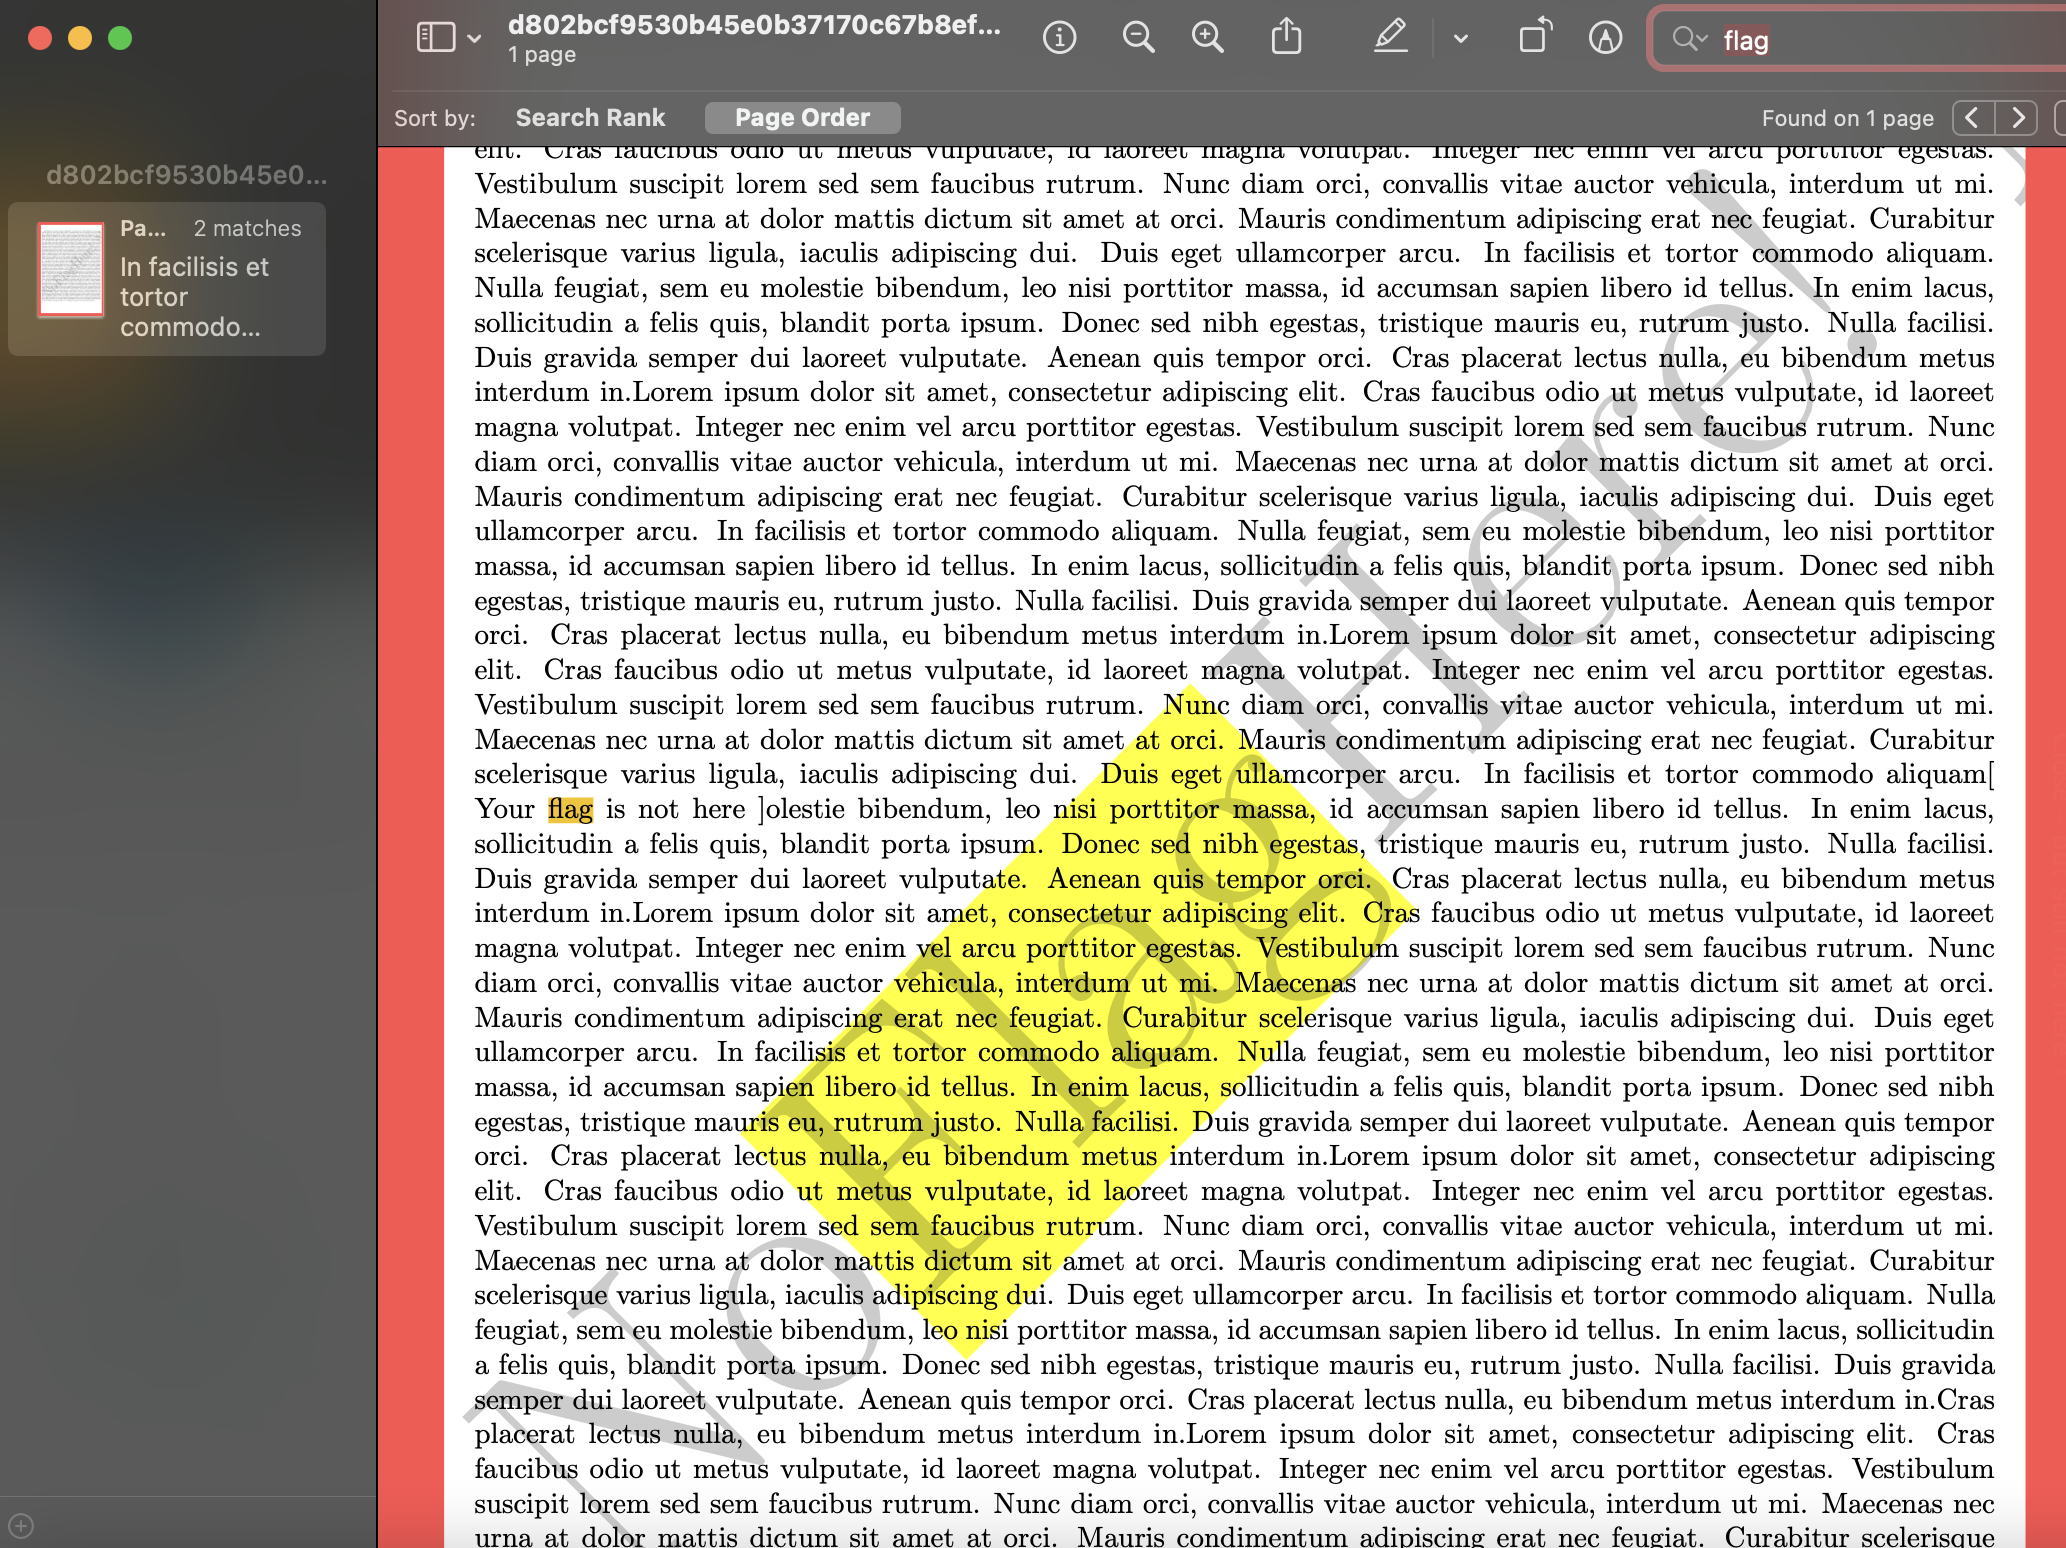 d802bcf9530b45e0b37170c67b8ef...
1 page
flag
Sort by:
Search Rank
Page Order
Found on 1 page
d802bcf9530b45e0...
Pa...
2 matches
In facilisis et
tortor
commodo...
elit. Cras faucibus odio ut metus vulputate, id laoreet magna volutpat. Integer nec enim vel arcu porttitor egestas.
Vestibulum suscipit lorem sed sem faucibus rutrum. Nunc diam orci, convallis vitae auctor vehicula, interdum ut mi.
Maecenas nec urna at dolor mattis dictum sit amet at orci. Mauris condimentum adipiscing erat nec feugiat. Curabitur
scelerisque varius ligula, iaculis adipiscing dui. Duis eget ullamcorper arcu. In facilisis et tortor commodo aliquam.
Nulla feugiat, sem eu molestie bibendum, leo nisi porttitor massa, id accumsan sapien libero id tellus. In enim lacus,
sollicitudin a felis quis, blandit porta ipsum. Donec sed nibh egestas, tristique mauris eu, rutrum justo. Nulla facilisi.
Duis gravida semper dui laoreet vulputate. Aenean quis tempor orci. Cras placerat lectus nulla, eu bibendum metus
interdum in.Lorem ipsum dolor sit amet, consectetur adipiscing elit. Cras faucibus odio ut metus vulputate, id laoreet
magna volutpat. Integer nec enim vel arcu porttitor egestas. Vestibulum suscipit lorem sed sem faucibus rutrum. Nunc
diam orci, convallis vitae auctor vehicula, interdum ut mi. Maecenas nec urna at dolor mattis dictum sit amet at orci.
Mauris condimentum adipiscing erat nec feugiat. Curabitur scelerisque varius ligula, iaculis adipiscing dui. Duis eget
ullamcorper arcu. In facilisis et tortor commodo aliquam. Nulla feugiat, sem eu molestie bibendum, leo nisi porttitor
massa, id accumsan sapien libero id tellus. In enim lacus, sollicitudin a felis quis, blandit porta ipsum. Donec sed nibh
egestas, tristique mauris eu, rutrum justo. Nulla facilisi. Duis gravida semper dui laoreet vulputate. Aenean quis tempor
orci. Cras placerat lectus nulla, eu bibendum metus interdum in.Lorem ipsum dolor sit amet, consectetur adipiscing
elit. Cras faucibus odio ut metus vulputate, id laoreet magna volutpat. Integer nec enim vel arcu porttitor egestas.
Vestibulum suscipit lorem sed sem faucibus rutrum. Nunc diam orci, convallis vitae auctor vehicula, interdum ut mi.
Maecenas nec urna at dolor mattis dictum sit amet at orci. Mauris condimentum adipiscing erat nec feugiat. Curabitur
scelerisque varius ligula, iaculis adipiscing dui. Duis eget ullamcorper arcu. In facilisis et tortor commodo aliquam[
Your flag is not here ]olestie bibendum, leo nisi porttitor massa, id accumsan sapien libero id tellus. In enim lacus,
sollicitudin a felis quis, blandit porta ipsum. Donec sed nibh egestas, tristique mauris eu, rutrum justo. Nulla facilisi.
Duis gravida semper dui laoreet vulputate. Aenean quis tempor orci. Cras placerat lectus nulla, eu bibendum metus
interdum in.Lorem ipsum dolor sit amet, consectetur adipiscing elit. Cras faucibus odio ut metus vulputate, id laoreet
magna volutpat. Integer nec enim vel arcu porttitor egestas. Vestibulum suscipit lorem sed sem faucibus rutrum. Nunc
diam orci, convallis vitae auctor vehicula, interdum ut mi. Maecenas nec urna at dolor mattis dictum sit amet at orci.
Mauris condimentum adipiscing erat nec feugiat. Curabitur scelerisque varius ligula, iaculis adipiscing dui. Duis eget
ullamcorper arcu. In facilisis et tortor commodo aliquam. Nulla feugiat, sem eu molestie bibendum, leo nisi porttitor
massa, id accumsan sapien libero id tellus. In enim lacus, sollicitudin a felis quis, blandit porta ipsum. Donec sed nibh
egestas, tristique mauris eu, rutrum justo. Nulla facilisi. Duis gravida semper dui laoreet vulputate. Aenean quis tempor
orci. Cras placerat lectus nulla, eu bibendum metus interdum in.Lorem ipsum dolor sit amet, consectetur adipiscing
elit. Cras faucibus odio ut metus vulputate, id laoreet magna volutpat. Integer nec enim vel arcu porttitor egestas.
Vestibulum suscipit lorem sed sem faucibus rutrum. Nunc diam orci, convallis vitae auctor vehicula, interdum ut mi.
Maecenas nec urna at dolor mattis dictum sit amet at orci. Mauris condimentum adipiscing erat nec feugiat. Curabitur
scelerisque varius ligula, iaculis adipiscing dui. Duis eget ullamcorper arcu. In facilisis et tortor commodo aliquam. Nulla
feugiat, sem eu molestie bibendum, leo nisi porttitor massa, id accumsan sapien libero id tellus. In enim lacus, sollicitudin
a felis quis, blandit porta ipsum. Donec sed nibh egestas, tristique mauris eu, rutrum justo. Nulla facilisi. Duis gravida
semper dui laoreet vulputate. Aenean quis tempor orci. Cras placerat lectus nulla, eu bibendum metus interdum in.Cras
placerat lectus nulla, eu bibendum metus interdum in.Lorem ipsum dolor sit amet, consectetur adipiscing elit. Cras
faucibus odio ut metus vulputate, id laoreet magna volutpat. Integer nec enim vel arcu porttitor egestas. Vestibulum
suscipit lorem sed sem faucibus rutrum. Nunc diam orci, convallis vitae auctor vehicula, interdum ut mi. Maecenas nec
urna at dolor mattis dictum sit amet at orci. Mauris condimentum adipiscing erat nec feugiat. Curabitur scelerisque
NoFlagHere!